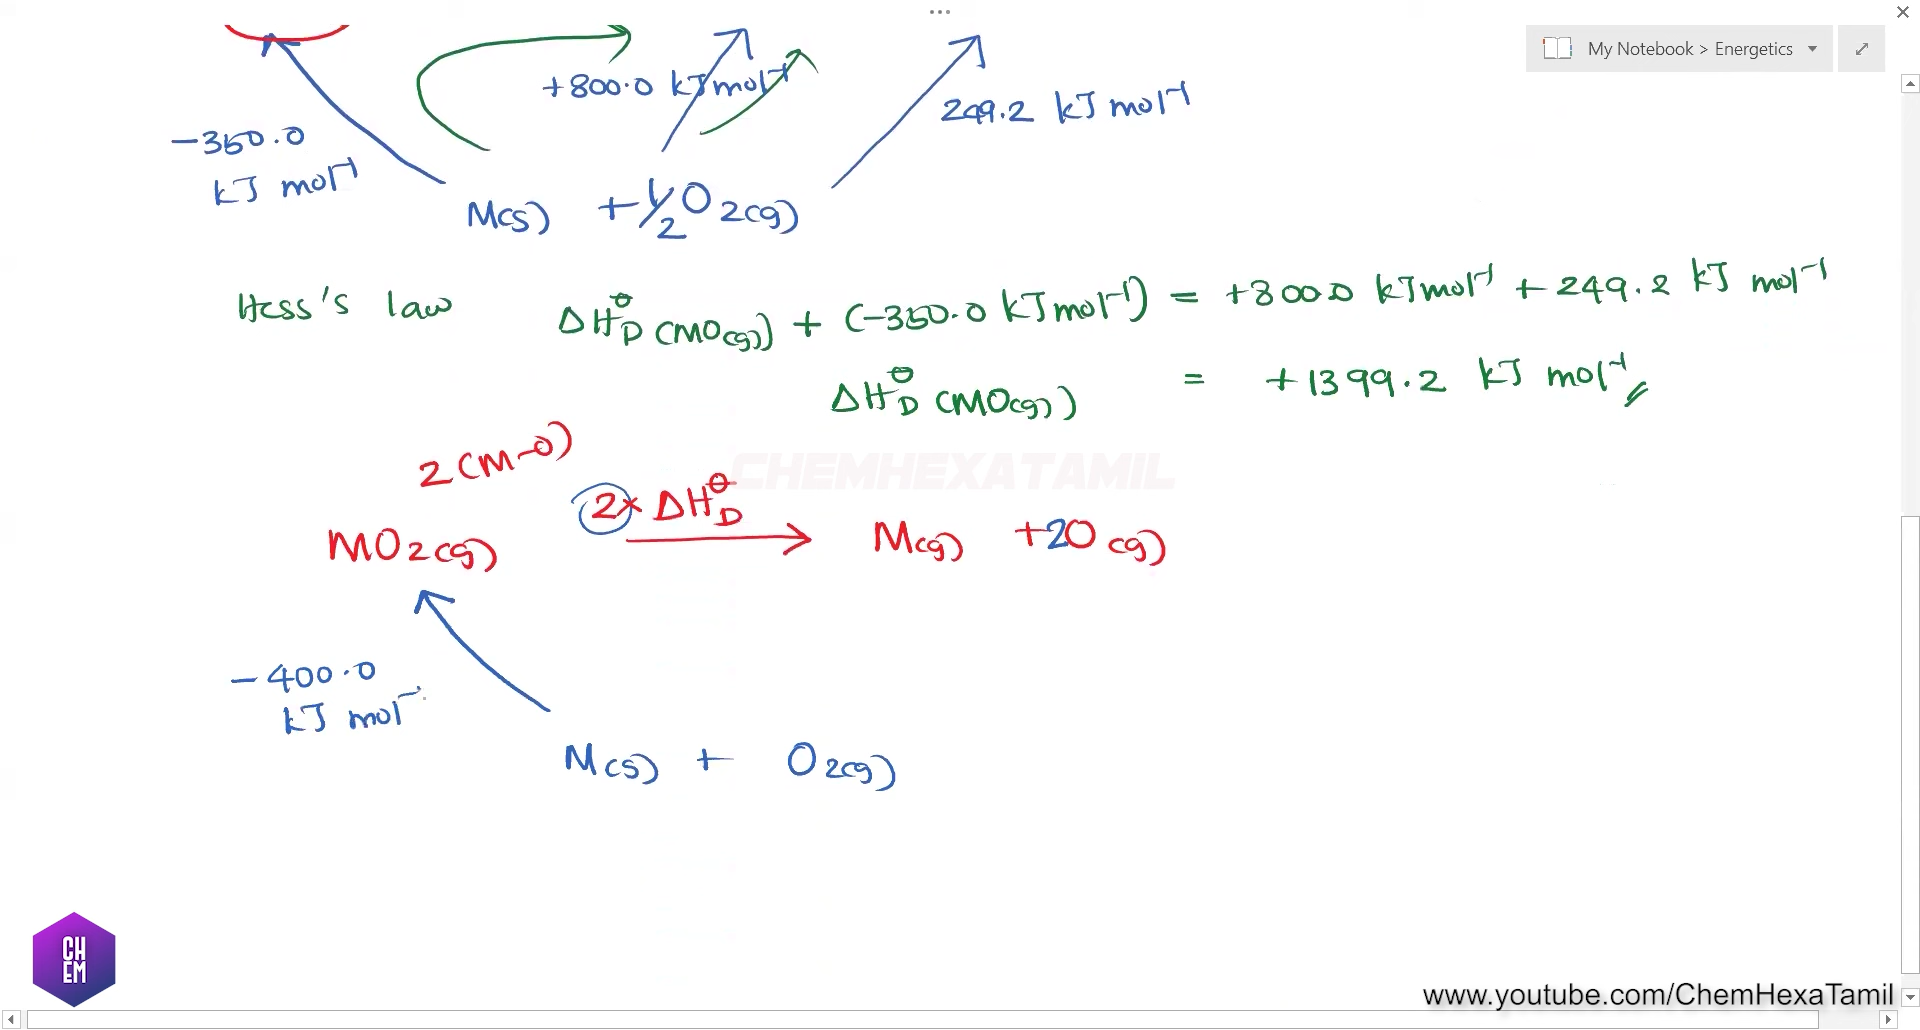 My Notebook > Energetics
+800.0 kJ mol⁻¹
249.2 kJ mol⁻¹
-350.0
kJ mol⁻¹
M(s) + ½O2(g)
Hess's law ΔH°D (MO(g)) + (-350.0 kJ mol⁻¹) = +800.0 kJ mol⁻¹ + 249.2 kJ mol⁻¹
ΔH°D (MO(g)) = +1399.2 kJ mol⁻¹
2(M-O)
CHEMHEXATAMIL
2× ΔH°D
MO2(g) → M(g) + 2O(g)
-400.0
kJ mol⁻
M(s) + O2(g)
CH
EM
www.youtube.com/ChemHexaTamil